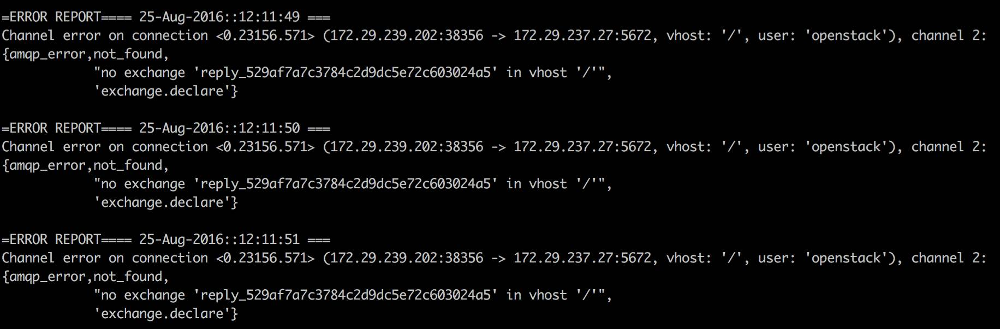 =ERROR REPORT==== 25-Aug-2016::12:11:49 ===
Channel error on connection <0.23156.571> (172.29.239.202:38356 -> 172.29.237.27:5672, vhost: '/', user: 'openstack'), channel 2:
{amqp_error,not_found,
            "no exchange 'reply_529af7a7c3784c2d9dc5e72c603024a5' in vhost '/'",
            'exchange.declare'}

=ERROR REPORT==== 25-Aug-2016::12:11:50 ===
Channel error on connection <0.23156.571> (172.29.239.202:38356 -> 172.29.237.27:5672, vhost: '/', user: 'openstack'), channel 2:
{amqp_error,not_found,
            "no exchange 'reply_529af7a7c3784c2d9dc5e72c603024a5' in vhost '/'",
            'exchange.declare'}

=ERROR REPORT==== 25-Aug-2016::12:11:51 ===
Channel error on connection <0.23156.571> (172.29.239.202:38356 -> 172.29.237.27:5672, vhost: '/', user: 'openstack'), channel 2:
{amqp_error,not_found,
            "no exchange 'reply_529af7a7c3784c2d9dc5e72c603024a5' in vhost '/'",
            'exchange.declare'}